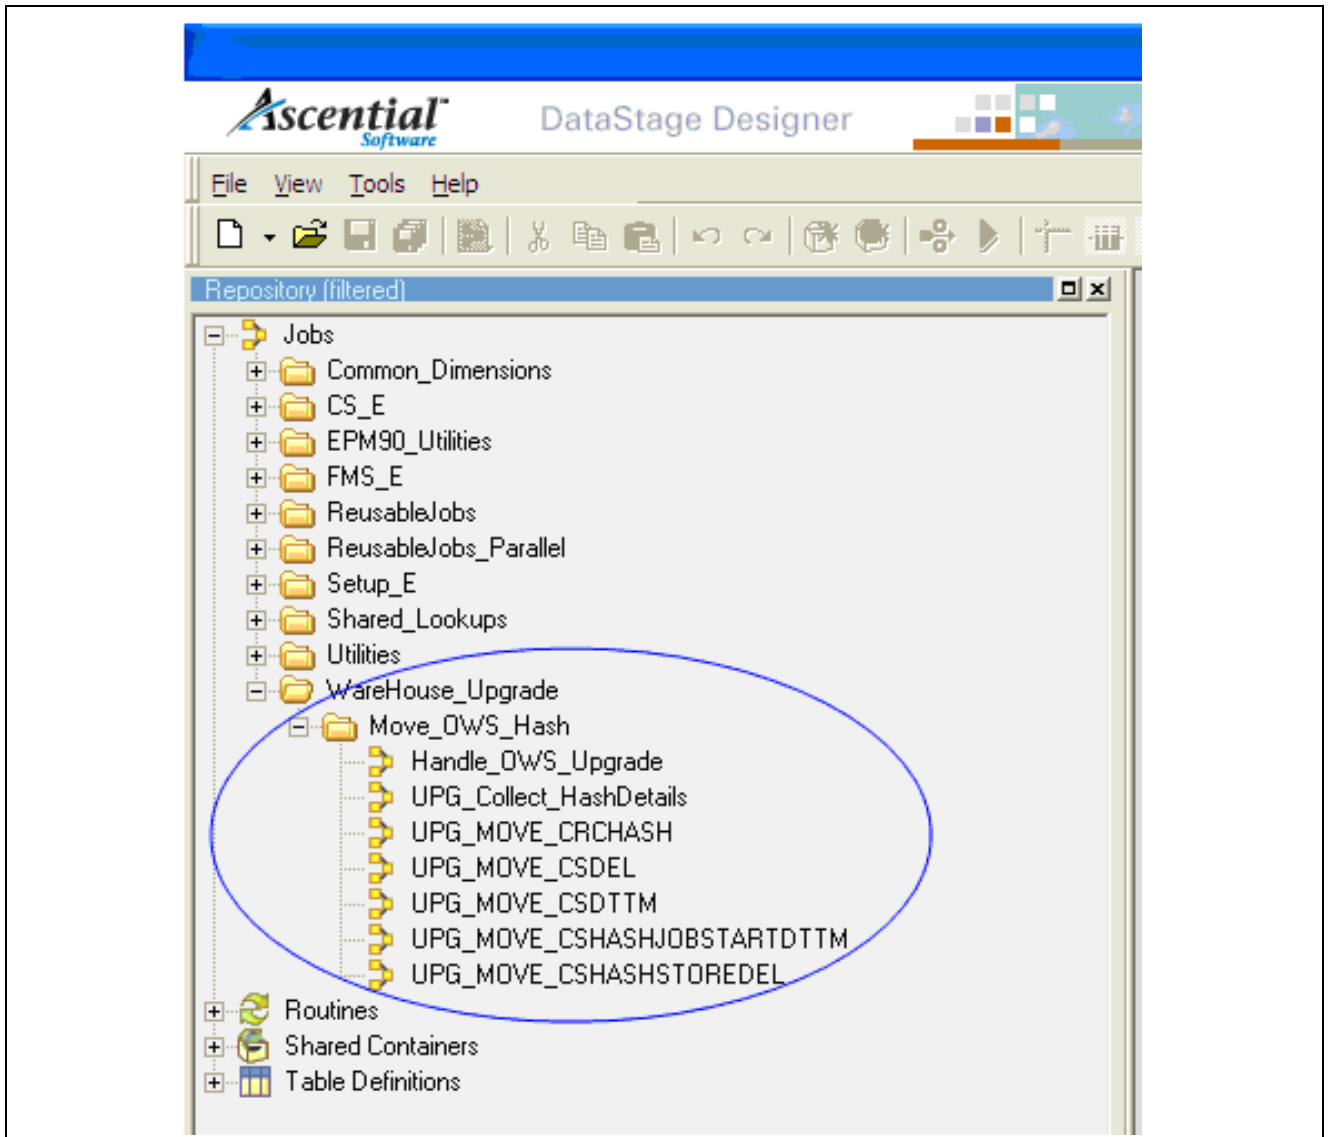 Ascential™
Software
DataStage Designer
File View Tools Help
Repository (filtered)
Jobs
Common_Dimensions
CS_E
EPM90_Utilities
FMS_E
ReusableJobs
ReusableJobs_Parallel
Setup_E
Shared_Lookups
Utilities
WareHouse_Upgrade
Move_OWS_Hash
Handle_OWS_Upgrade
UPG_Collect_HashDetails
UPG_MOVE_CRCHASH
UPG_MOVE_CSDEL
UPG_MOVE_CSDTTM
UPG_MOVE_CSHASHJOBSTARTDTTM
UPG_MOVE_CSHASHSTOREDEL
Routines
Shared Containers
Table Definitions